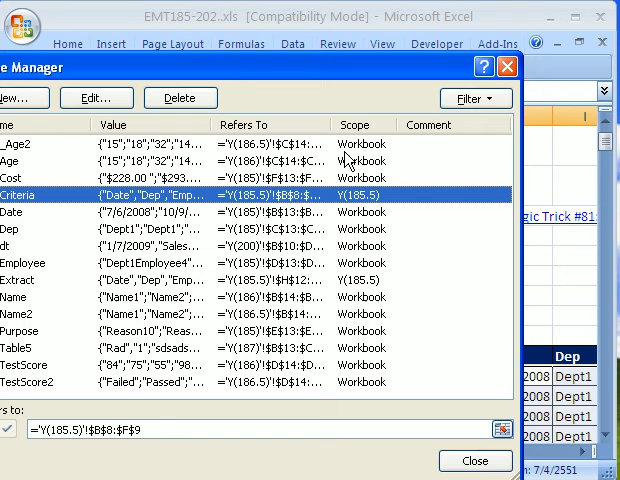 EMT185-202..xls [Compatibility Mode] - Microsoft Excel
Home Insert Page Layout Formulas Data Review View Developer Add-Ins
e Manager
ew... Edit... Delete Filter
me Value Refers To Scope Comment
_Age2 {"15";"18";"32";"14... ='Y(186.5)'!$C$14:... Workbook
Age {"15";"18";"32";"14... ='Y(186)'!$C$14:$C... Workbook
Cost {"$228.00 ";"$293.... ='Y(185)'!$F$13:$F... Workbook
Criteria {"Date","Dep","Emp... ='Y(185.5)'!$B$8:$... Y(185.5)
Date {"7/6/2008";"10/9/... ='Y(185)'!$B$13:$B... Workbook
Dep {"Dept1";"Dept1";"... ='Y(185)'!$C$13:$C... Workbook
dt {"1/7/2009","Sales... ='Y(200)'!$B$10:$D... Workbook
Employee {"Dept1Employee4"... ='Y(185)'!$D$13:$D... Workbook
Extract {"Date","Dep","Emp... ='Y(185.5)'!$H$12:... Y(185.5)
Name {"Name1";"Name2";... ='Y(186)'!$B$14:$B... Workbook
Name2 {"Name1";"Name2";... ='Y(186.5)'!$B$14:... Workbook
Purpose {"Reason10";"Reas... ='Y(185)'!$E$13:$E... Workbook
Table5 {"Rad","1";"sdsads... ='Y(187)'!$B$13:$C... Workbook
TestScore {"84";"75";"55";"98... ='Y(186)'!$D$14:$D... Workbook
TestScore2 {"Failed";"Passed";"... ='Y(186.5)'!$D$14:... Workbook
rs to:
='Y(185.5)'!$B$8:$F$9
Close
I
gic Trick #81
Dep
2008 Dept1
2008 Dept1
2008 Dept1
n: 7/4/2551